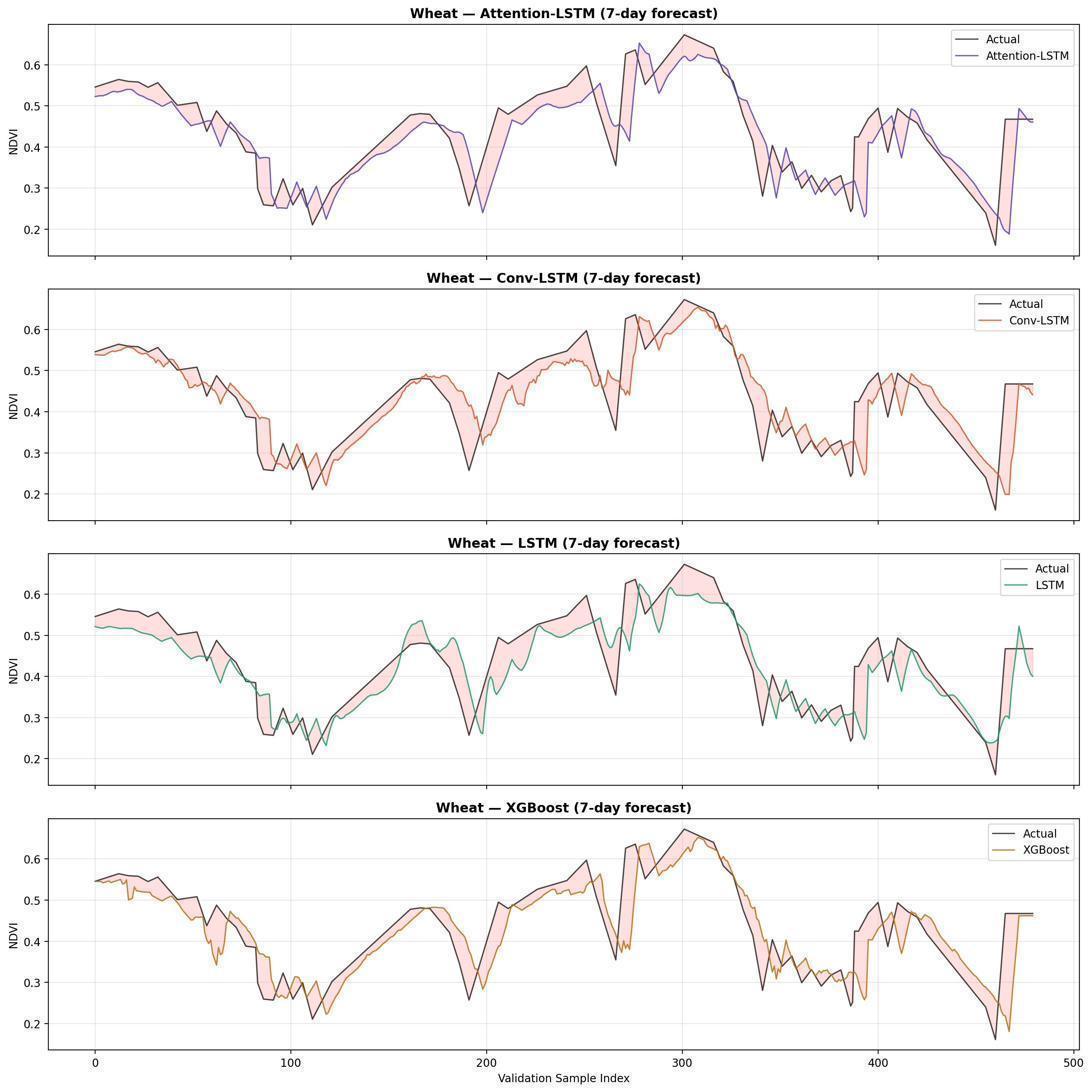 Wheat — Attention-LSTM (7-day forecast)
Actual
Attention-LSTM
NDVI
0.6
0.5
0.4
0.3
0.2
Wheat — Conv-LSTM (7-day forecast)
Actual
Conv-LSTM
NDVI
0.6
0.5
0.4
0.3
0.2
Wheat — LSTM (7-day forecast)
Actual
LSTM
NDVI
0.6
0.5
0.4
0.3
0.2
Wheat — XGBoost (7-day forecast)
Actual
XGBoost
NDVI
0.6
0.5
0.4
0.3
0.2
0 100 200 300 400 500
Validation Sample Index